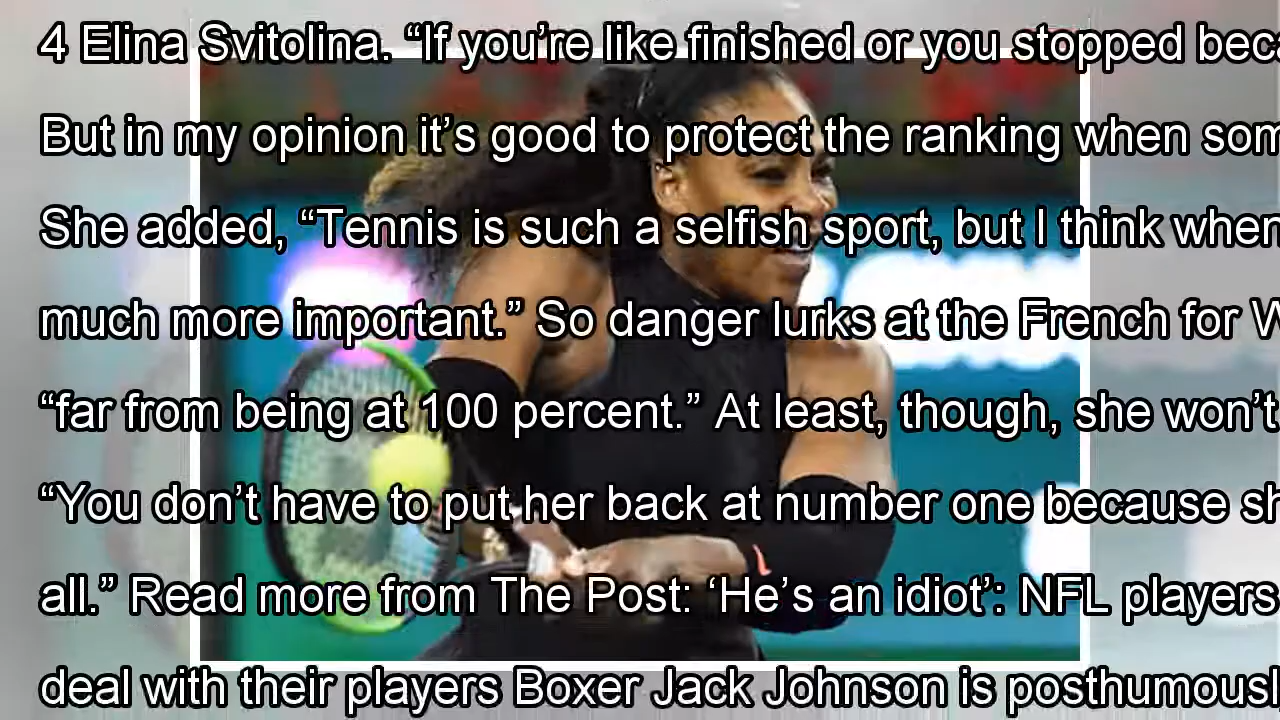 4 Elina Svitolina. “If you’re like finished or you stopped
But in my opinion it’s good to protect the ranking when
She added, “Tennis is such a selfish sport, but I think when
much more important.” So danger lurks at the French for
“far from being at 100 percent.” At least, though, she won’t
“You don’t have to put her back at number one because
all.” Read more from The Post: ‘He’s an idiot’: NFL players
deal with their players Boxer Jack Johnson is